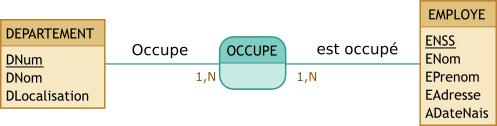 DEPARTEMENT
DNum
DNom
DLocalisation
Occupe
1,N
OCCUPE
est occupé
1,N
EMPLOYE
ENSS
ENom
EPrenom
EAdresse
ADateNais